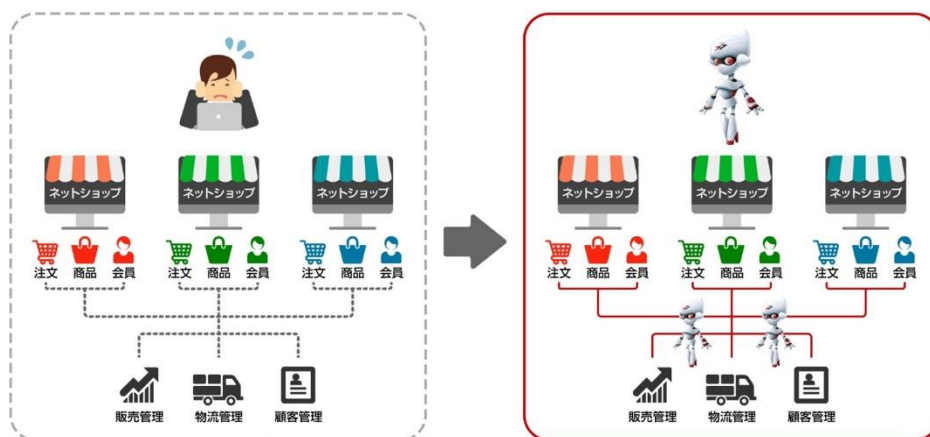 ネットショップ
ネットショップ
ネットショップ
注文 商品 会員
注文 商品 会員
注文 商品 会員
販売管理 物流管理 顧客管理
ネットショップ
ネットショップ
ネットショップ
注文 商品 会員
注文 商品 会員
注文 商品 会員
販売管理 物流管理 顧客管理